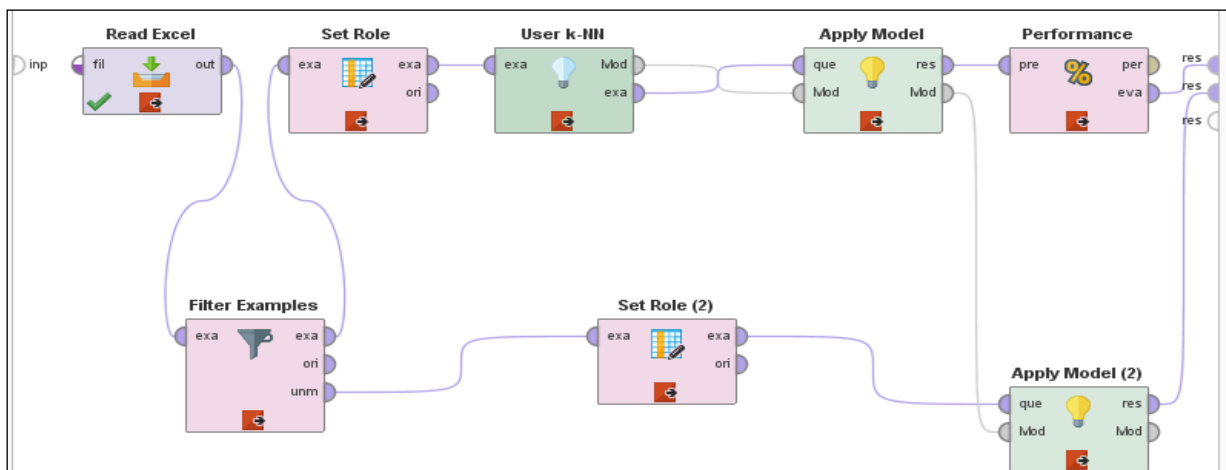 Read Excel
Set Role
User k-NN
Apply Model
Performance
inp
fil
out
exa
exa
ori
exa
Mod
exa
que
Mod
res
Mod
pre
%
per
eva
res
res
res
Filter Examples
exa
exa
ori
unm
Set Role (2)
exa
exa
ori
Apply Model (2)
que
Mod
res
Mod